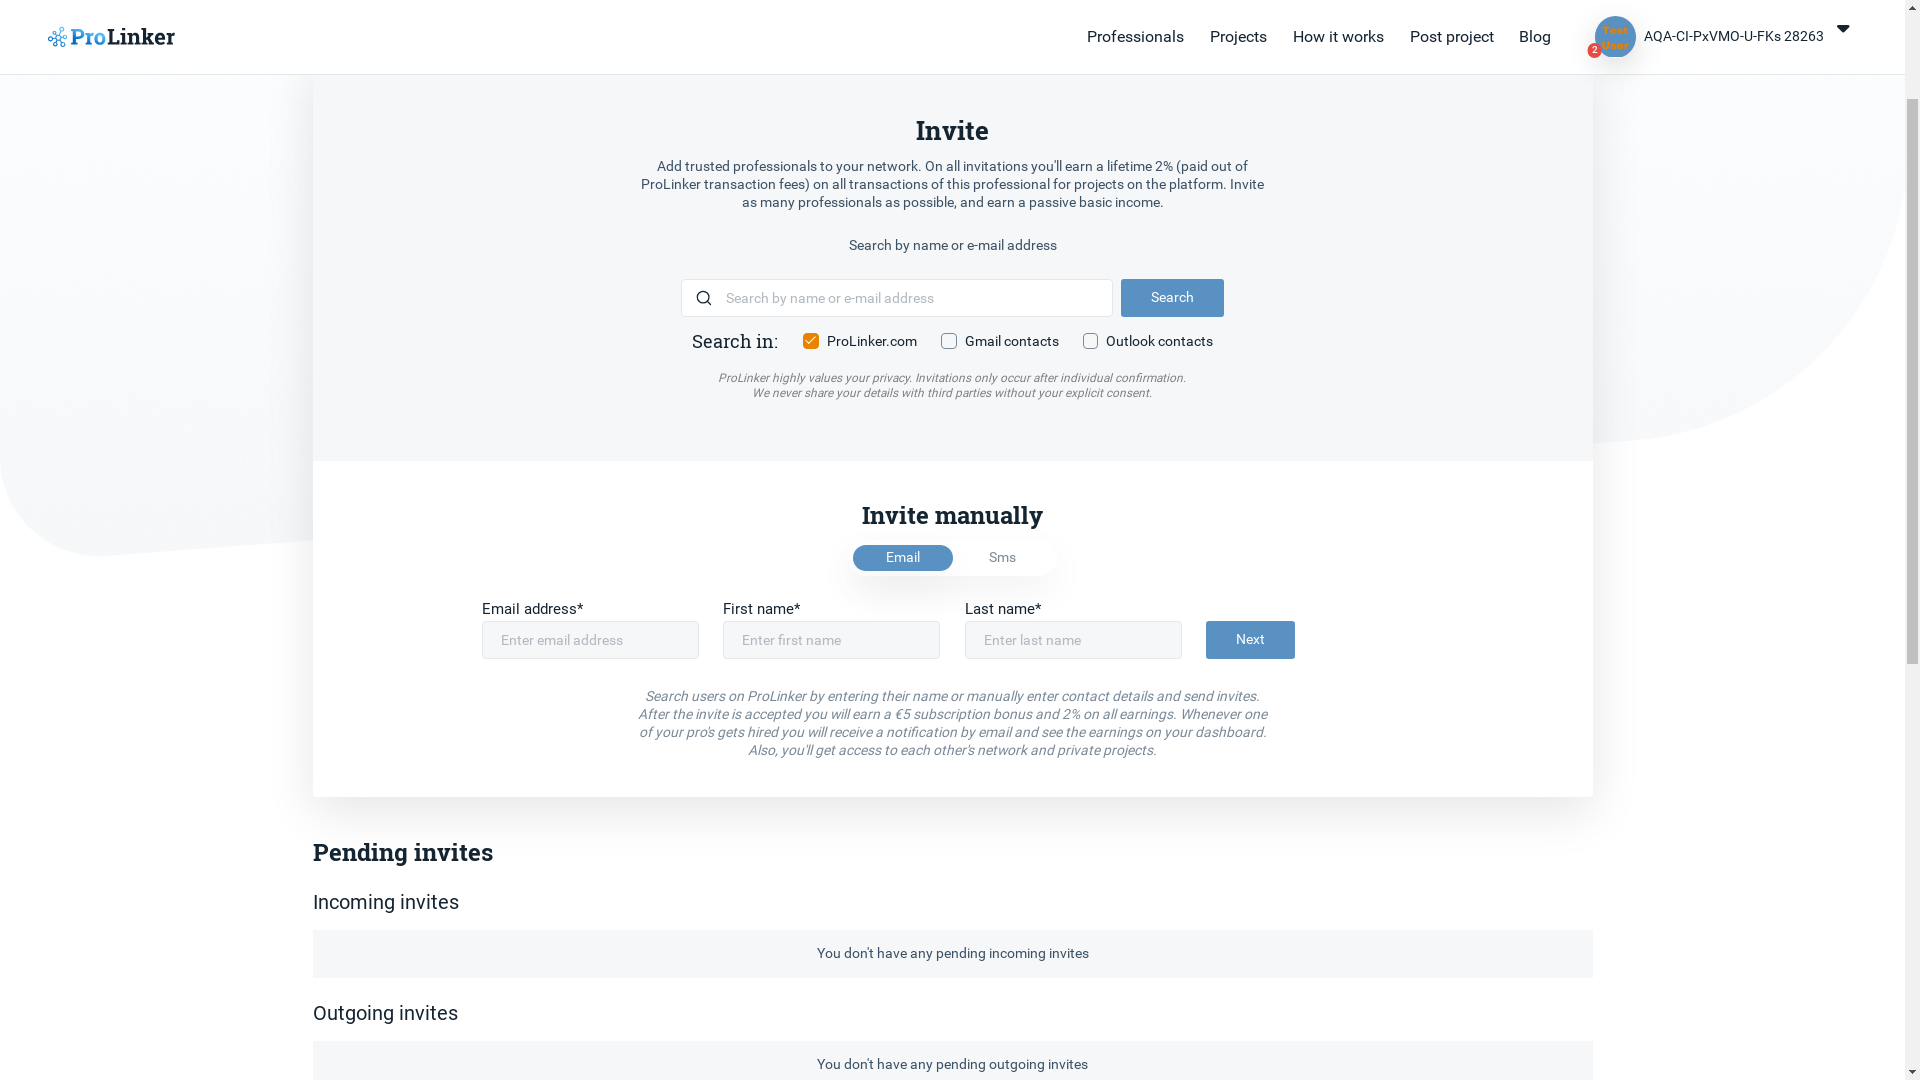 ProLinker
Professionals Projects How it works Post project Blog
Test
User
2
AQA-CI-PxVMO-U-FKs 28263
Invite
Add trusted professionals to your network. On all invitations you'll earn a lifetime 2% (paid out of
ProLinker transaction fees) on all transactions of this professional for projects on the platform. Invite
as many professionals as possible, and earn a passive basic income.
Search by name or e-mail address
Search by name or e-mail address
Search
Search in: ProLinker.com Gmail contacts Outlook contacts
ProLinker highly values your privacy. Invitations only occur after individual confirmation.
We never share your details with third parties without your explicit consent.
Invite manually
Email Sms
Email address* First name* Last name*
Enter email address Enter first name Enter last name Next
Search users on ProLinker by entering their name or manually enter contact details and send invites.
After the invite is accepted you will earn a €5 subscription bonus and 2% on all earnings. Whenever one
of your pro's gets hired you will receive a notification by email and see the earnings on your dashboard.
Also, you'll get access to each other's network and private projects.
Pending invites
Incoming invites
You don't have any pending incoming invites
Outgoing invites
You don't have any pending outgoing invites